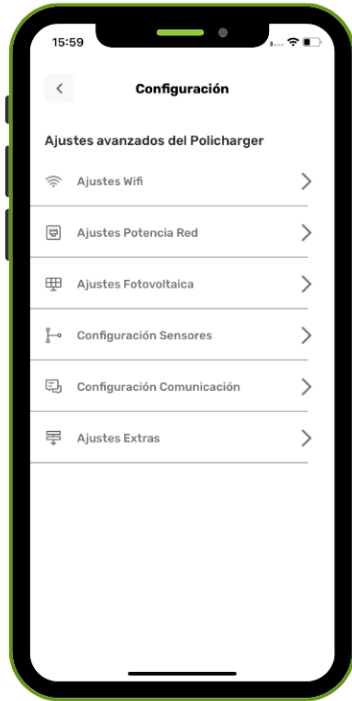 15:59
Configuración
Ajustes avanzados del Policharger
Ajustes Wifi
Ajustes Potencia Red
Ajustes Fotovoltaica
Configuración Sensores
Configuración Comunicación
Ajustes Extras